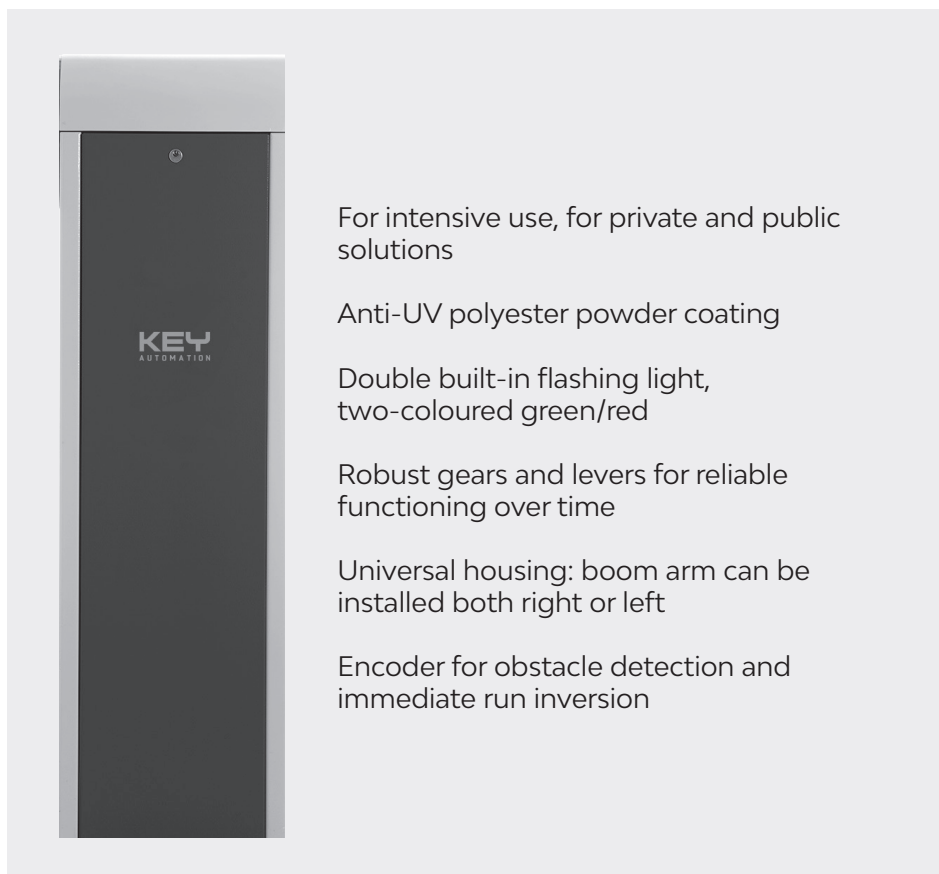 KEY
AUTOMATION
For intensive use, for private and public
solutions
Anti-UV polyester powder coating
Double built-in flashing light,
two-coloured green/red
Robust gears and levers for reliable
functioning over time
Universal housing: boom arm can be
installed both right or left
Encoder for obstacle detection and
immediate run inversion